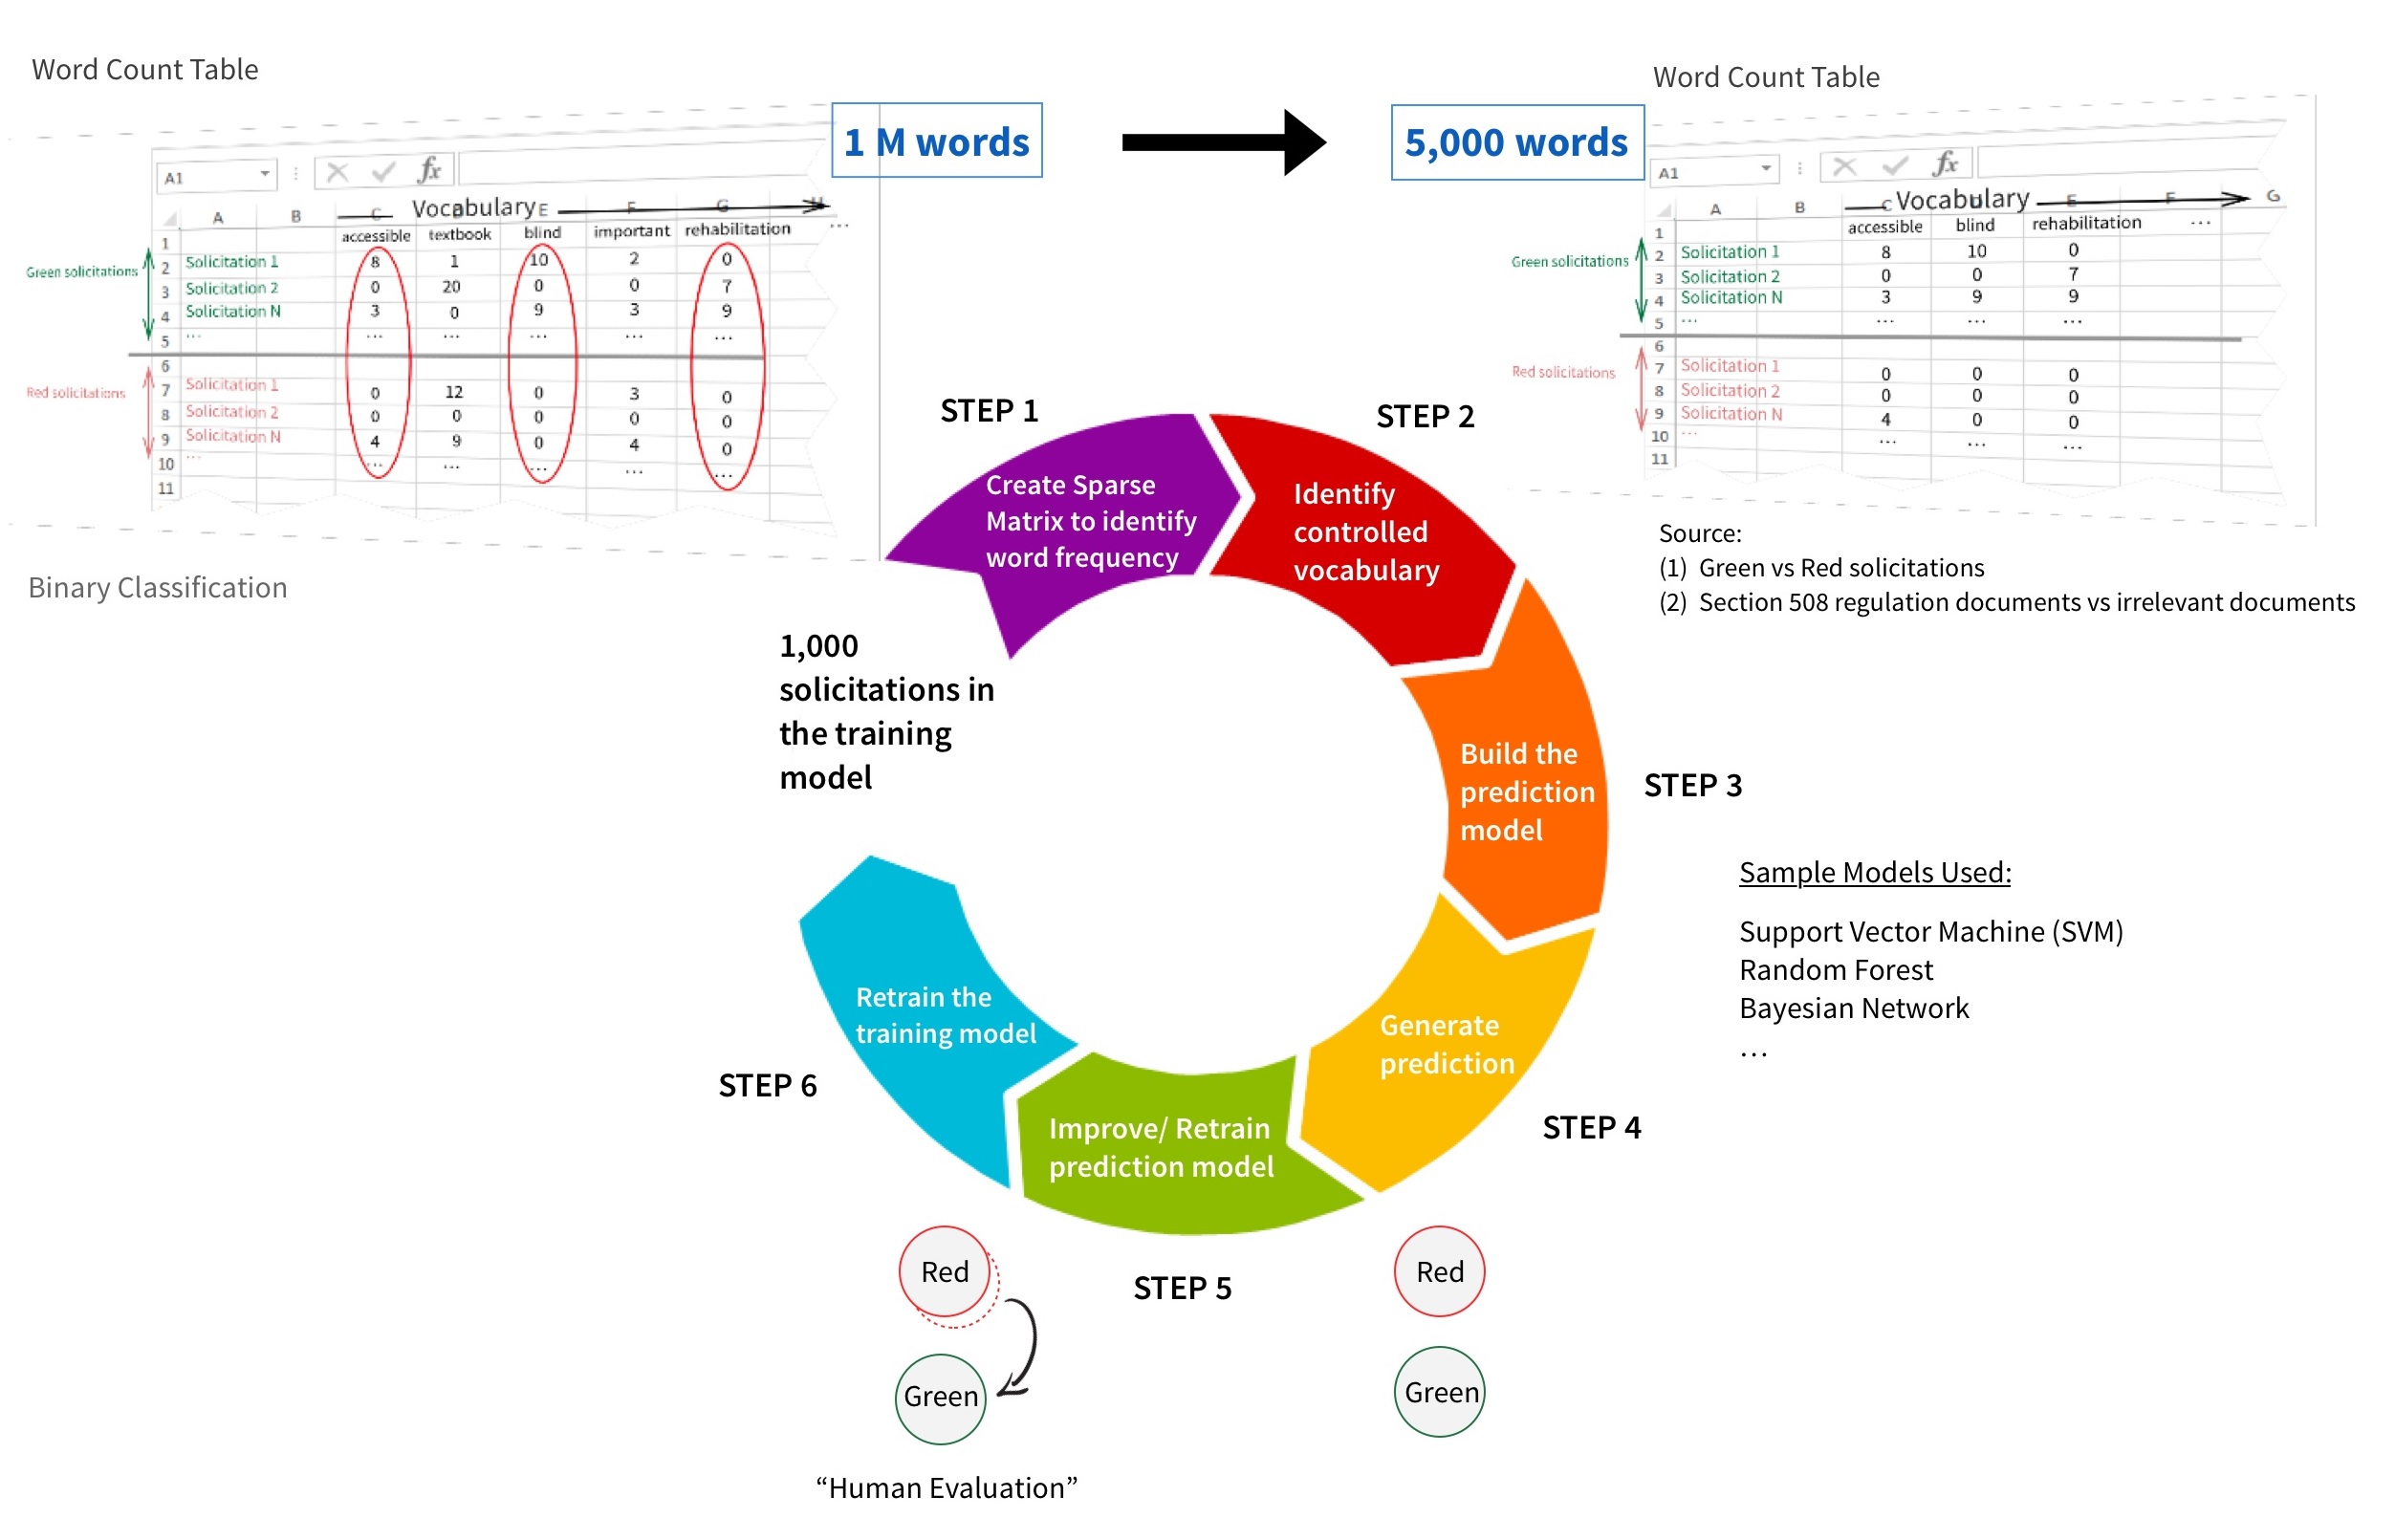 Word Count Table
1 M words
A1
fx
A B C Vocabulary E F G H
accessible textbook blind important rehabilitation ...
1
Green solicitations
2 Solicitation 1 8 1 10 2 0
3 Solicitation 2 0 20 0 0 7
4 Solicitation N 3 0 9 3 9
5 ... ... ... ... ... ...
6
Red solicitations
7 Solicitation 1 0 12 0 3 0
8 Solicitation 2 0 0 0 0 0
9 Solicitation N 4 9 0 4 0
10 ... ... ... ... ... ...
11
Binary Classification
5,000 words
Word Count Table
A1
fx
A B C Vocabulary E F G
accessible blind rehabilitation ...
1
Green solicitations
2 Solicitation 1 8 10 0
3 Solicitation 2 0 0 7
4 Solicitation N 3 9 9
5 ... ... ... ...
6
Red solicitations
7 Solicitation 1 0 0 0
8 Solicitation 2 0 0 0
9 Solicitation N 4 0 0
10 ... ... ... ...
11
Source:
(1) Green vs Red solicitations
(2) Section 508 regulation documents vs irrelevant documents
STEP 1
Create Sparse
Matrix to identify
word frequency
STEP 2
Identify
controlled
vocabulary
1,000
solicitations in
the training
model
STEP 3
Build the
prediction
model
Sample Models Used:
Support Vector Machine (SVM)
Random Forest
Bayesian Network
...
STEP 4
Generate
prediction
Red
Green
STEP 5
Improve/ Retrain
prediction model
STEP 6
Retrain the
training model
Red
Green
“Human Evaluation”